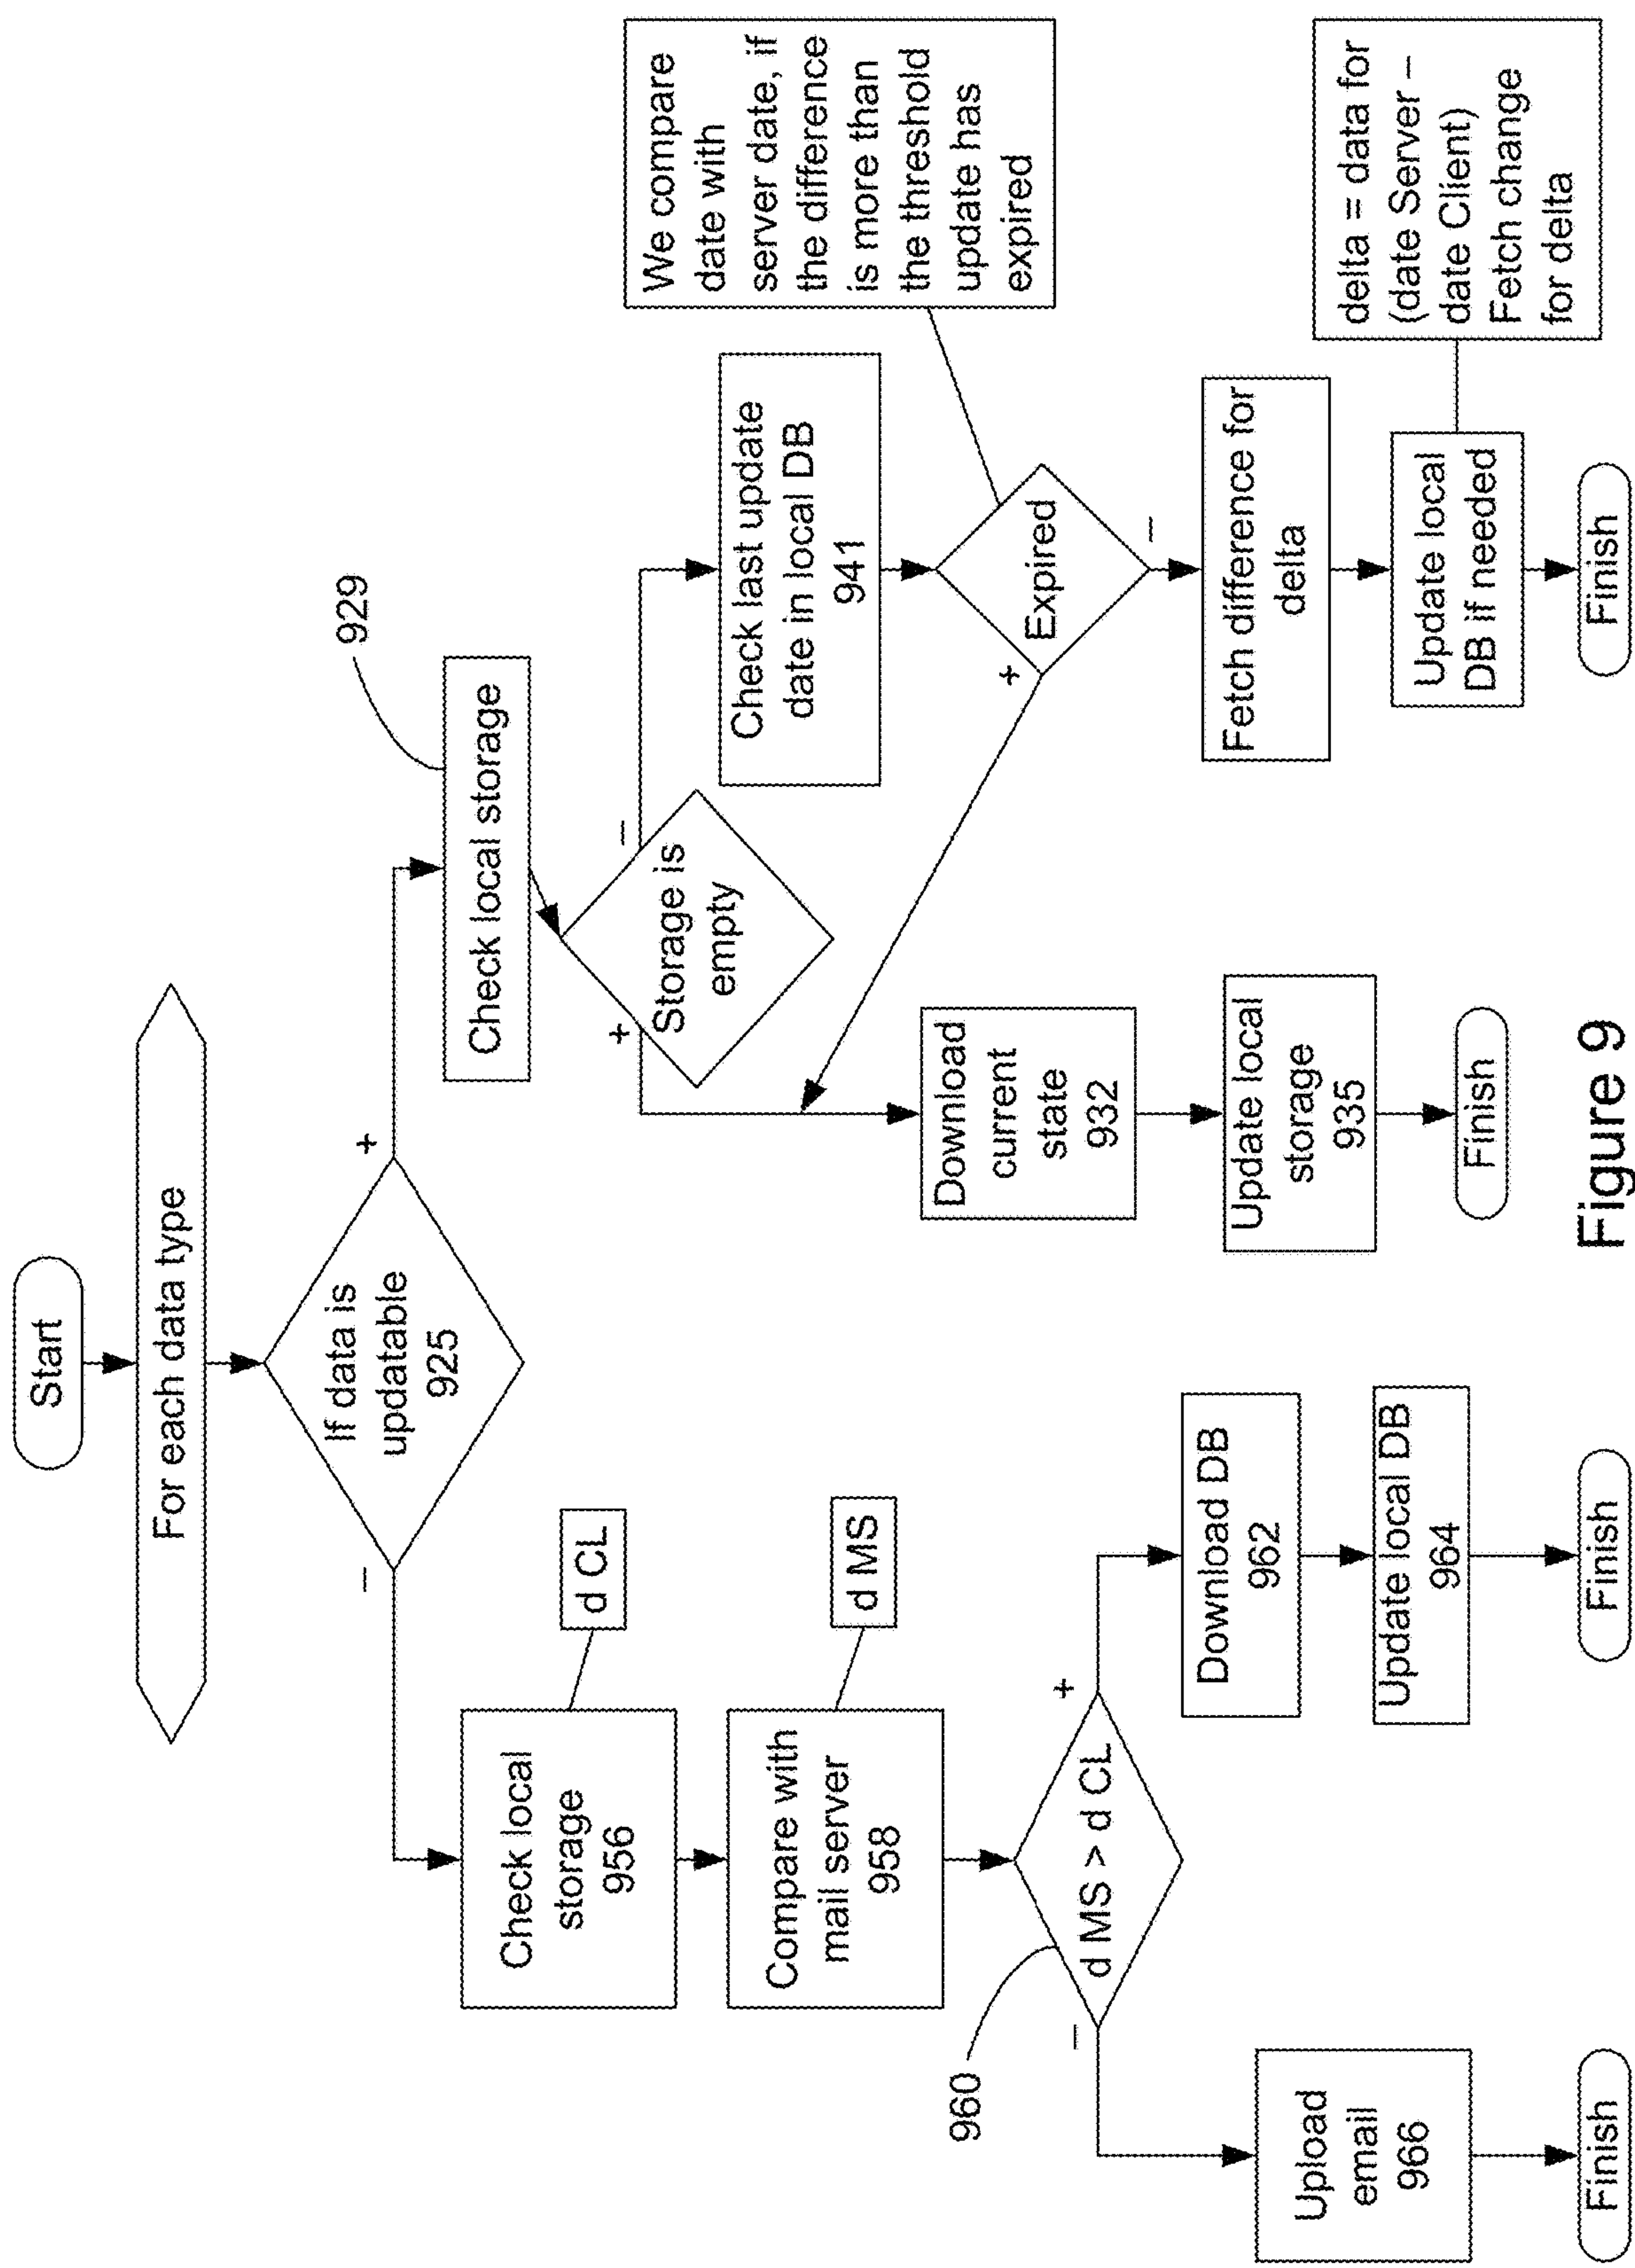 Start
For each data type
If data is
updatable
925
–
+
Check local
storage
956
d CL
Compare with
mail server
958
d MS
960
d MS > d CL
–
+
Upload
email
966
Finish
Download DB
962
Update local DB
964
Finish
929
Check local storage
Storage is
empty
+
–
Download
current
state
932
Update local
storage
935
Finish
Check last update
date in local DB
941
We compare
date with
server date, if
the difference
is more than
the threshold
update has
expired
Expired
+
–
Fetch difference for
delta
Update local
DB if needed
delta = data for
(date Server –
date Client)
Fetch change
for delta
Finish
Figure 9